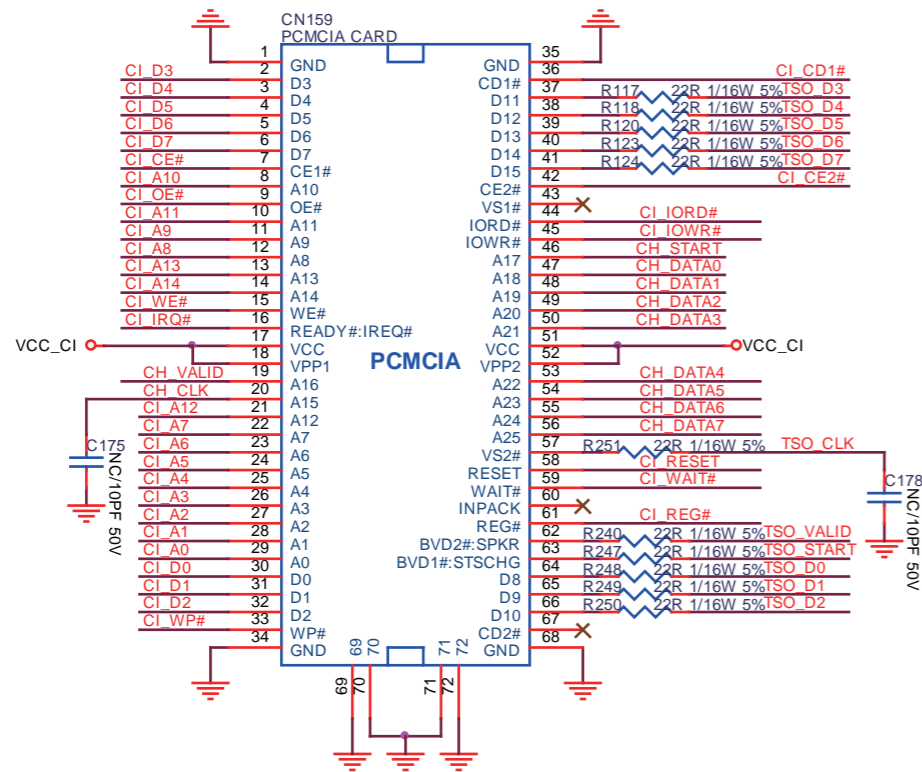 CN159
PCMCIA CARD
1 GND GND 35
CI_D3 2 D3 CD1# 36 CI_CD1#
CI_D4 3 D4 D11 37 R117 22R 1/16W 5% TSO_D3
CI_D5 4 D5 D12 38 R118 22R 1/16W 5% TSO_D4
CI_D6 5 D6 D13 39 R120 22R 1/16W 5% TSO_D5
CI_D7 6 D7 D14 40 R123 22R 1/16W 5% TSO_D6
CI_CE# 7 CE1# D15 41 R124 22R 1/16W 5% TSO_D7
CI_A10 8 A10 CE2# 42 CI_CE2#
CI_OE# 9 OE# VS1# 43
CI_A11 10 A11 IORD# 44 CI_IORD#
CI_A9 11 A9 IOWR# 45 CI_IOWR#
CI_A8 12 A8 A17 46 CH_START
CI_A13 13 A13 A18 47 CH_DATA0
CI_A14 14 A14 A19 48 CH_DATA1
CI_WE# 15 WE# A20 49 CH_DATA2
CI_IRQ# 16 READY#:IREQ# A21 50 CH_DATA3
VCC_CI 17 VCC VCC 51 VCC_CI
18 VPP1 PCMCIA VPP2 52
CH_VALID 19 A16 A22 53 CH_DATA4
CH_CLK 20 A15 A23 54 CH_DATA5
CI_A12 21 A12 A24 55 CH_DATA6
CI_A7 22 A7 A25 56 CH_DATA7
C175 NC/10PF 50V
CI_A6 23 A6 VS2# 57 R251 22R 1/16W 5% TSO_CLK
CI_A5 24 A5 RESET 58 CI_RESET
CI_A4 25 A4 WAIT# 59 CI_WAIT#
C178 NC/10PF 50V
CI_A3 26 A3 INPACK 60
CI_A2 27 A2 REG# 61 CI_REG#
CI_A1 28 A1 BVD2#:SPKR 62 R240 22R 1/16W 5% TSO_VALID
CI_A0 29 A0 BVD1#:STSCHG 63 R247 22R 1/16W 5% TSO_START
CI_D0 30 D0 D8 64 R248 22R 1/16W 5% TSO_D0
CI_D1 31 D1 D9 65 R249 22R 1/16W 5% TSO_D1
CI_D2 32 D2 D10 66 R250 22R 1/16W 5% TSO_D2
CI_WP# 33 WP# CD2# 67
34 GND GND 68
69 70 71 72
69 70 71 72